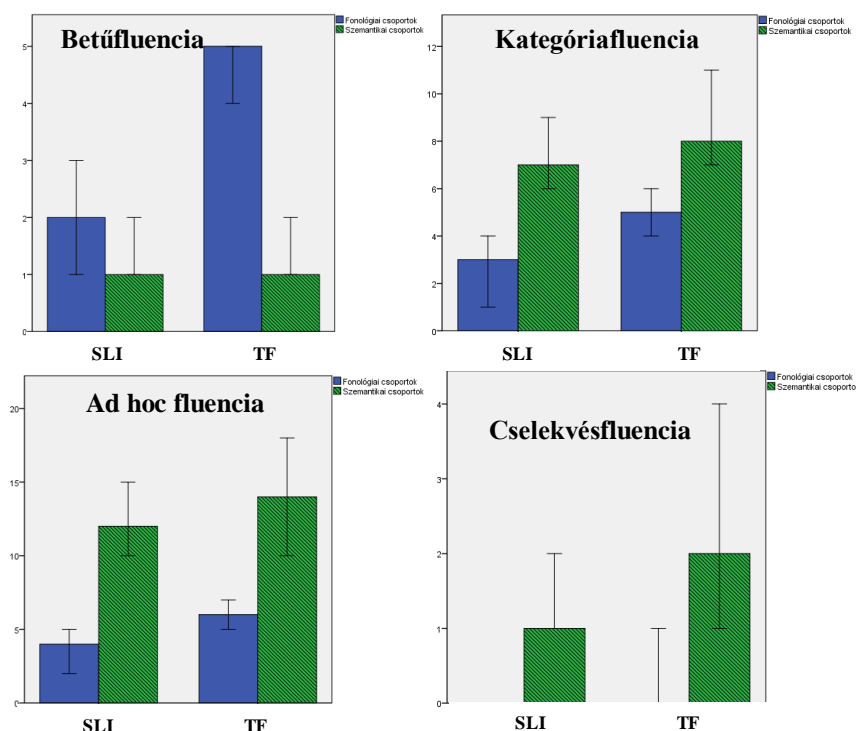 Betűfluencia
Fonológiai csoportok
Szemantikai csoportok
5
4
3
2
1
0
SLI TF
Kategóriafluencia
Fonológiai csoportok
Szemantikai csoportok
12
10
8
6
4
2
0
SLI TF
Ad hoc fluencia
Fonológiai csoportok
Szemantikai csoportok
20
15
10
5
0
SLI TF
Cselekvésfluencia
Fonológiai csoportok
Szemantikai csoporto
4
3
2
1
0
SLI TF